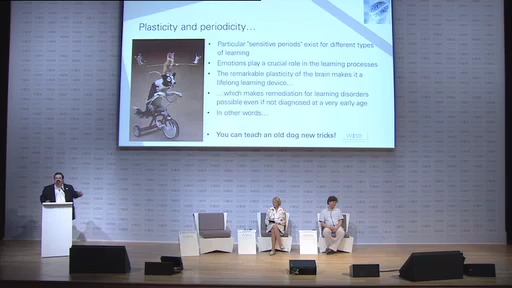 Plasticity and periodicity...
• Particular "sensitive periods" exist for different types
of learning
• Emotions play a crucial role in the learning processes
• The remarkable plasticity of the brain makes it a
lifelong learning device...
• ...which makes remediation for learning disorders
possible even if not diagnosed at a very early age
• In other words...
• You can teach an old dog new tricks!
wise